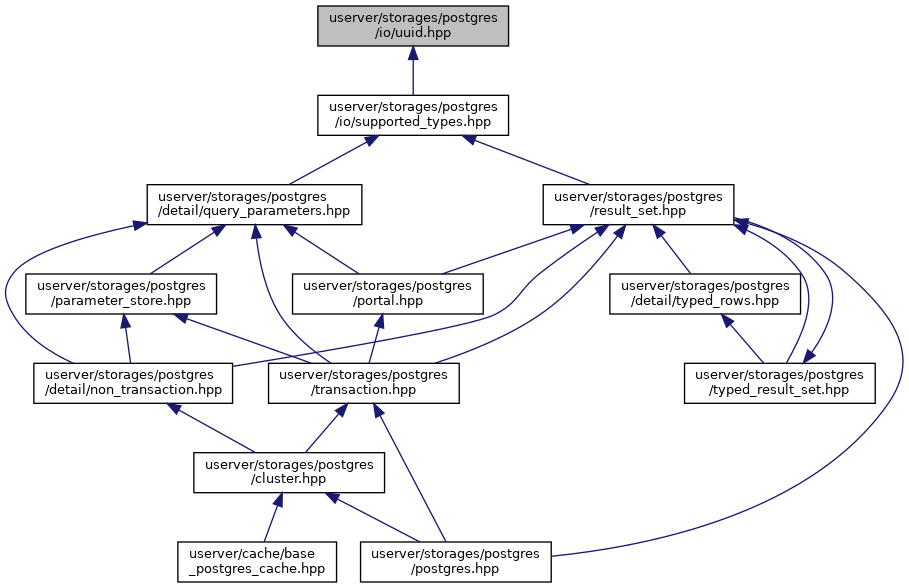 userver/storages/postgres
/io/uuid.hpp
userver/storages/postgres
/io/supported_types.hpp
userver/storages/postgres
/detail/query_parameters.hpp
userver/storages/postgres
/result_set.hpp
userver/storages/postgres
/parameter_store.hpp
userver/storages/postgres
/portal.hpp
userver/storages/postgres
/detail/typed_rows.hpp
userver/storages/postgres
/detail/non_transaction.hpp
userver/storages/postgres
/transaction.hpp
userver/storages/postgres
/typed_result_set.hpp
userver/storages/postgres
/cluster.hpp
userver/cache/base
_postgres_cache.hpp
userver/storages/postgres
/postgres.hpp